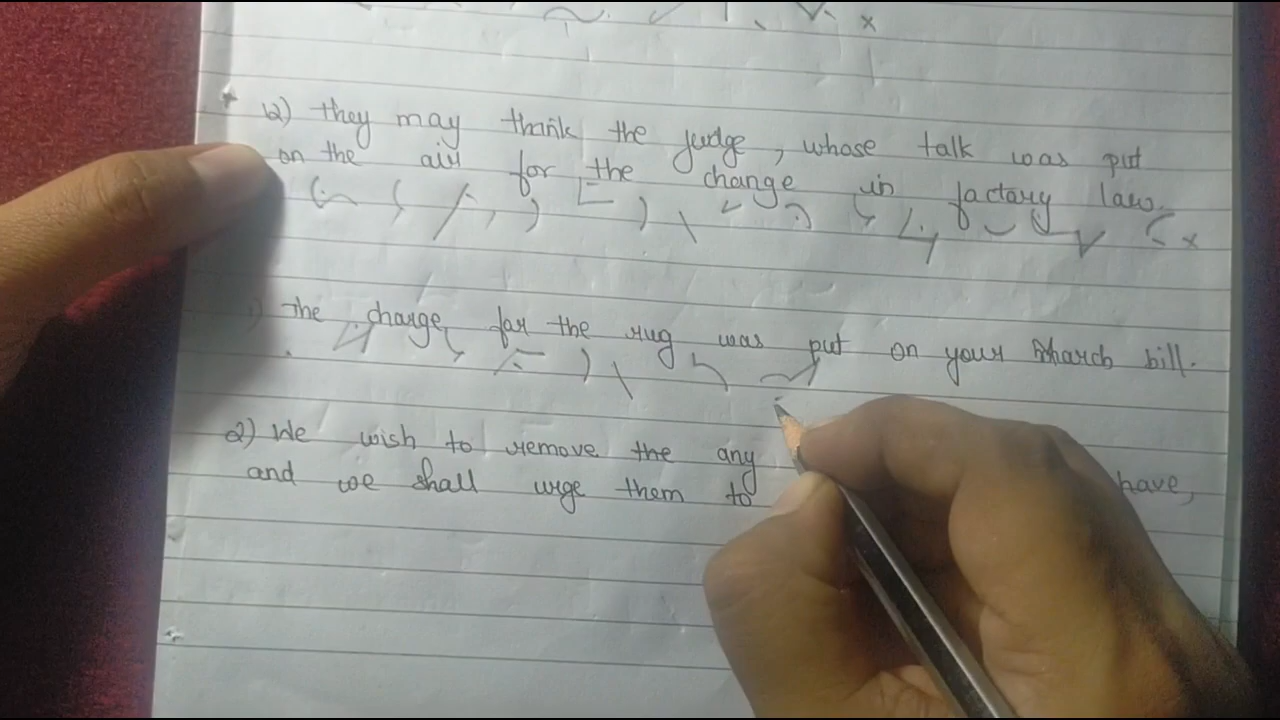 12) they may think the judge, whose talk was put
on the air for the change in factory law.
The charge for the rug was put on your March bill.
2) We wish to remove the any
have,
and we shall urge them to